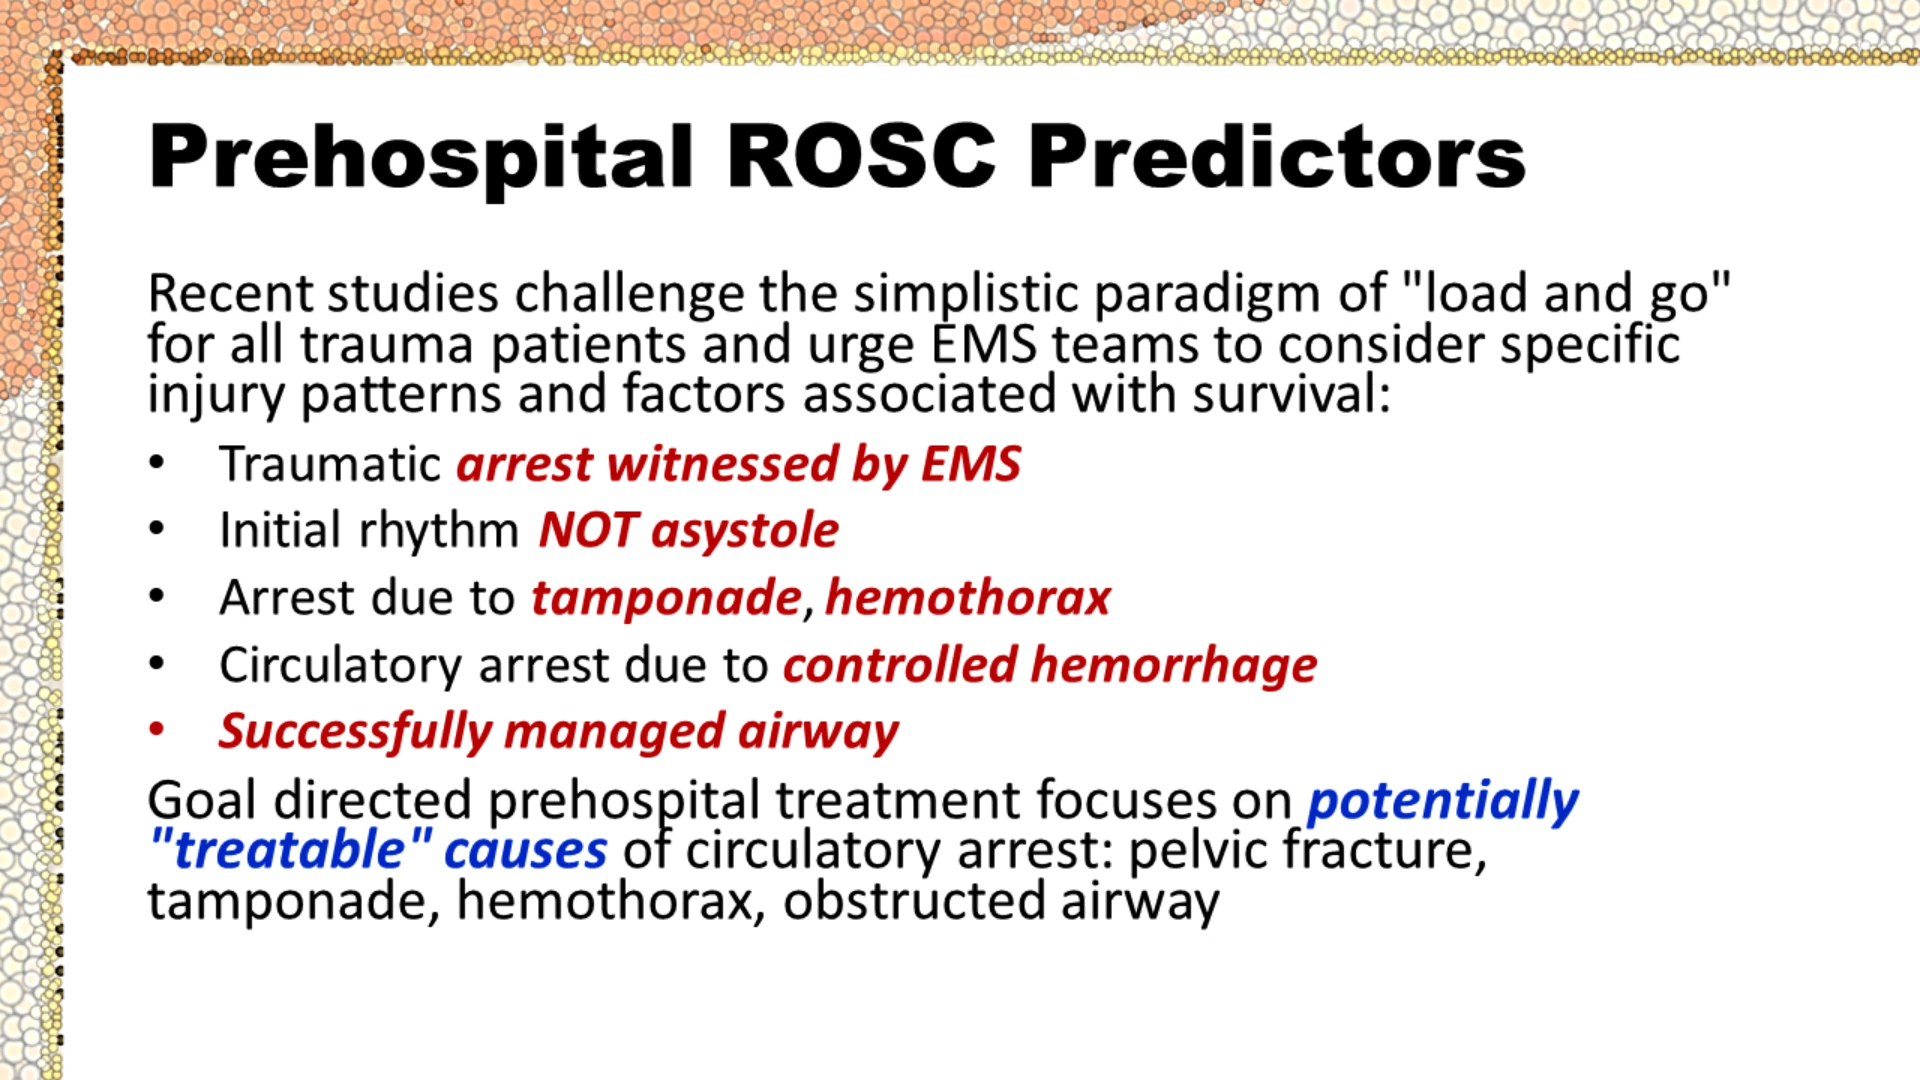 Prehospital ROSC Predictors
Recent studies challenge the simplistic paradigm of "load and go"
for all trauma patients and urge EMS teams to consider specific
injury patterns and factors associated with survival:
• Traumatic arrest witnessed by EMS
• Initial rhythm NOT asystole
• Arrest due to tamponade, hemothorax
• Circulatory arrest due to controlled hemorrhage
• Successfully managed airway
Goal directed prehospital treatment focuses on potentially
"treatable" causes of circulatory arrest: pelvic fracture,
tamponade, hemothorax, obstructed airway